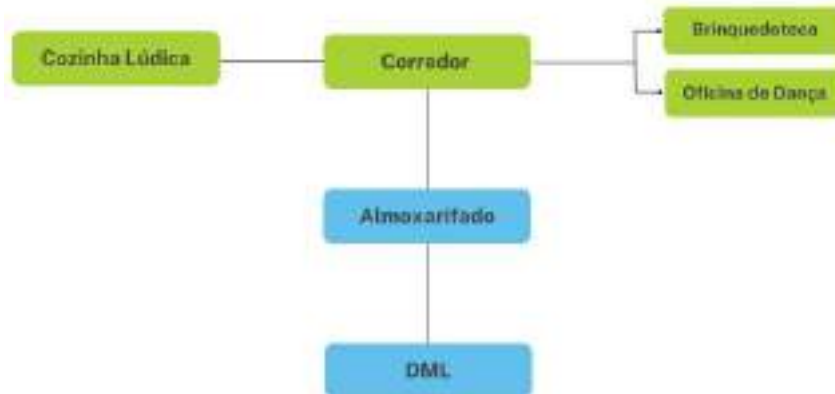 Brinquedoteca
Cozinha Lúdica
Corredor
Oficina de Dança
Almoxarifado
DML